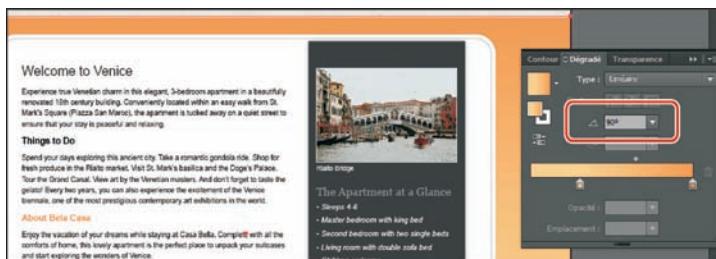 Welcome to Venice
Experience true Venetian charm in this elegant, 3-bedroom apartment in a beautifully
renovated 18th century building. Conveniently located within an easy walk from St.
Mark's Square (Piazza San Marco), the apartment is tucked away on a quiet street to
ensure that your stay is peaceful and relaxing.
Things to Do
Spend your days exploring this ancient city. Take a romantic gondola ride. Shop for
fresh produce in the Rialto market. Visit St. Mark's basilica and the Doge's Palace.
Tour the Grand Canal. View art by the Venetian masters. And don't forget to taste the
gelato! Every two years, you can also experience the excitement of the Venice
biennale, one of the most prestigious contemporary art exhibitions in the world.
About Bela Casa
Enjoy the vacation of your dreams while staying at Casa Bella. Complete with all the
comforts of home, this lovely apartment is the perfect place to unpack your suitcases
and start exploring the wonders of Venice.
Rialto Bridge
The Apartment at a Glance
- Sleeps 4-6
- Master bedroom with king bed
- Second bedroom with two single beds
- Living room with double sofa bed
Contour
Dégradé
Transparence
Type : Linéaire
90°
Opacité :
Emplacement :